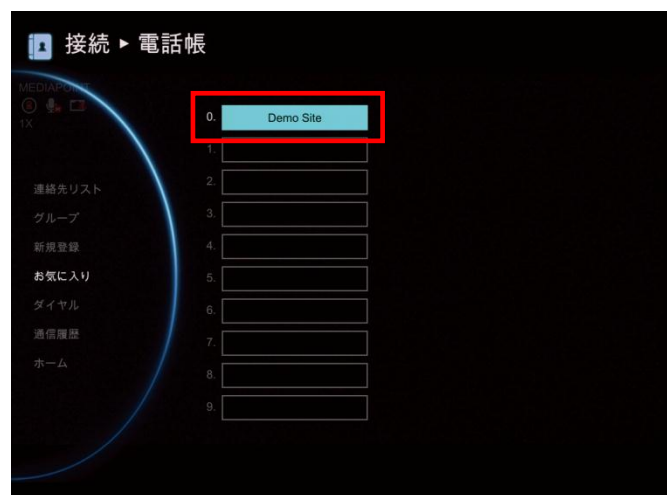 接続 ▸ 電話帳
MEDIAPOINT
1X
連絡先リスト
グループ
新規登録
お気に入り
ダイヤル
通信履歴
ホーム
0. Demo Site
1.
2.
3.
4.
5.
6.
7.
8.
9.